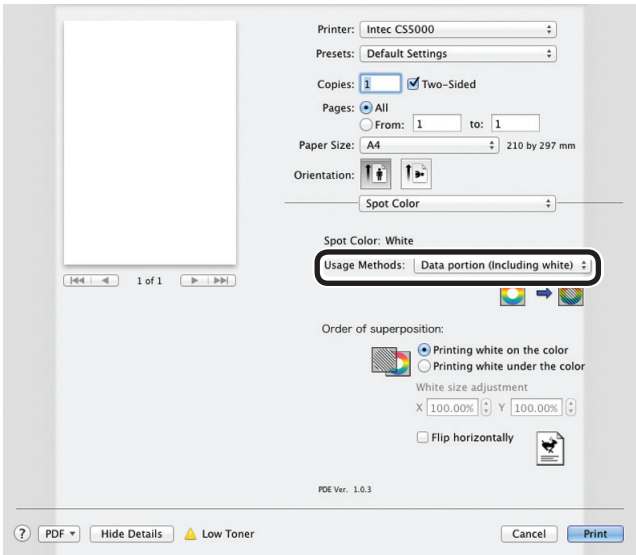 Printer: Intec CS5000
Presets: Default Settings
Copies: 1 Two-Sided
Pages: All
From: 1 to: 1
Paper Size: A4 210 by 297 mm
Orientation:
Spot Color
Spot Color: White
Usage Methods: Data portion (Including white)
1 of 1
Order of superposition:
Printing white on the color
Printing white under the color
White size adjustment
X 100.00% Y 100.00%
Flip horizontally
PDE Ver. 1.0.3
? PDF Hide Details Low Toner Cancel Print